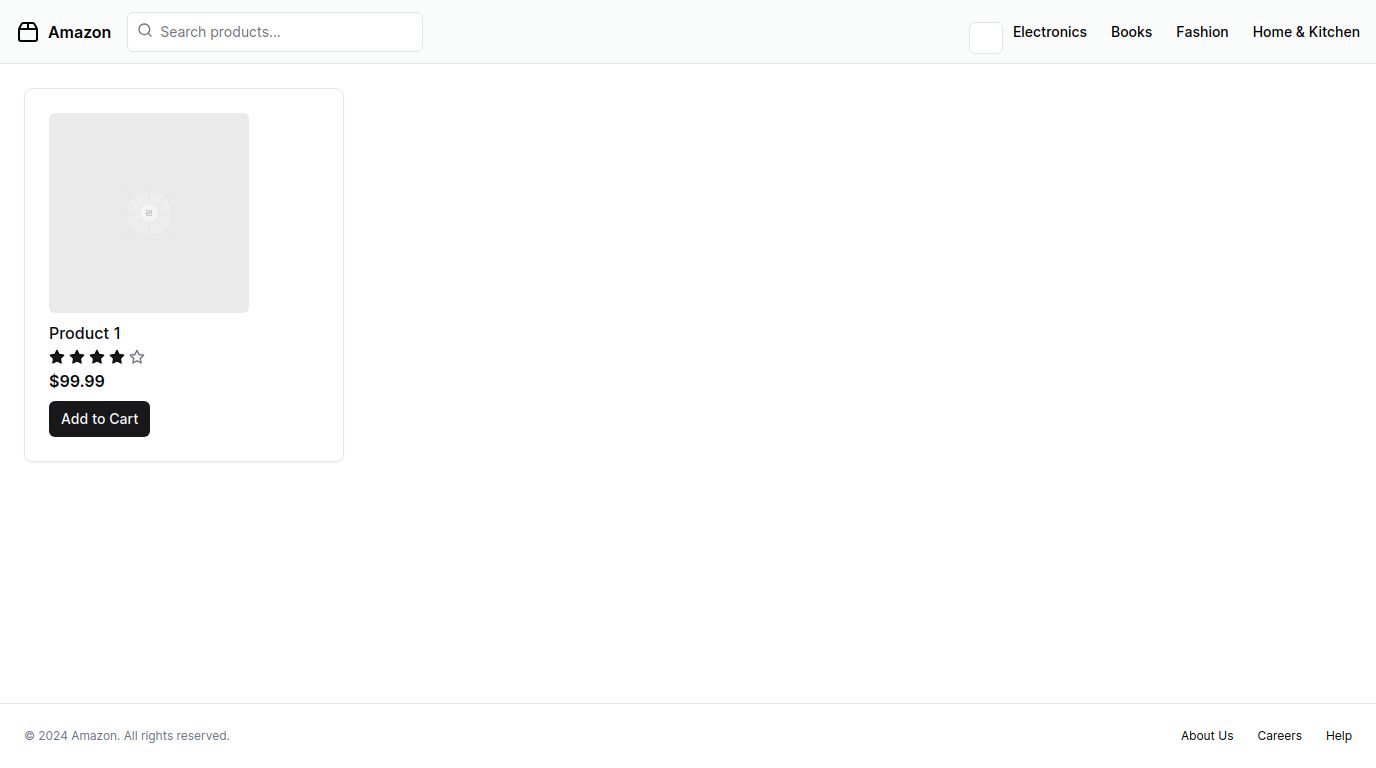 Amazon
Search products...
Electronics
Books
Fashion
Home & Kitchen
Product 1
$99.99
Add to Cart
© 2024 Amazon. All rights reserved.
About Us
Careers
Help